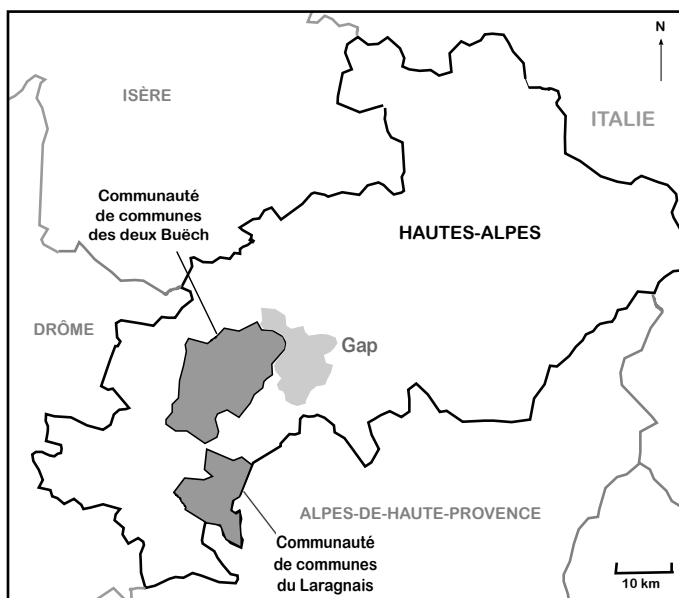 N
ISÈRE
ITALIE
Communauté
de communes
des deux Buëch
HAUTES-ALPES
DRÔME
Gap
ALPES-DE-HAUTE-PROVENCE
Communauté
de communes
du Laragnais
10 km